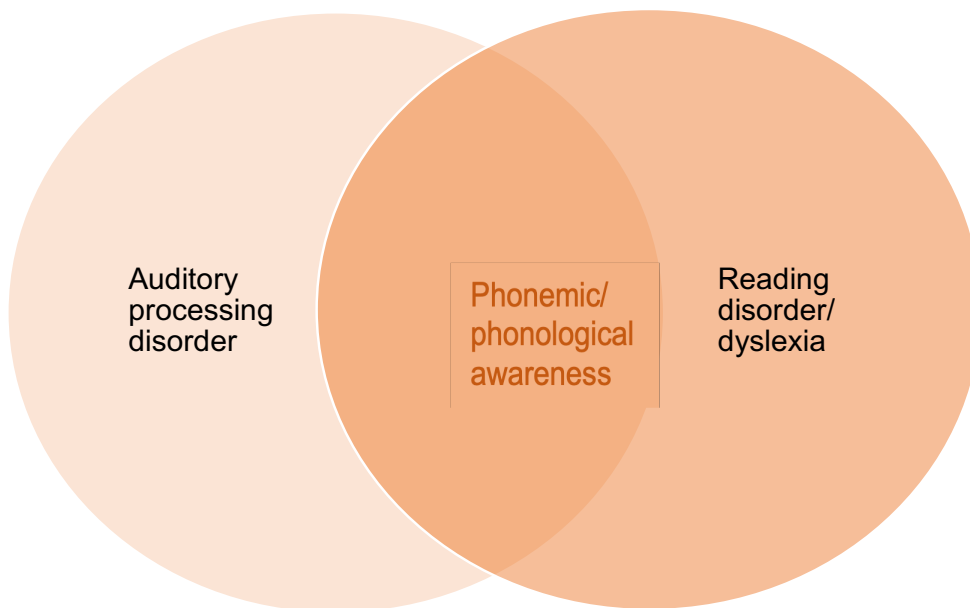 Auditory
processing
disorder
Phonemic/
phonological
awareness
Reading
disorder/
dyslexia